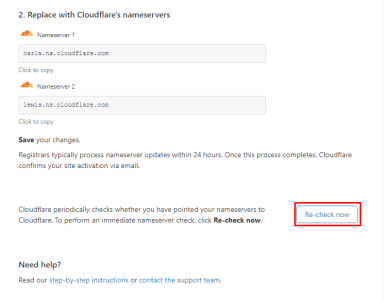 2. Replace with Cloudflare's nameservers
Nameserver 1
carla.ns.cloudflare.com
Click to copy
Nameserver 2
lewis.ns.cloudflare.com
Click to copy
Save your changes.
Registrars typically process nameserver updates within 24 hours. Once this process completes, Cloudflare
confirms your site activation via email.
Cloudflare periodically checks whether you have pointed your nameservers to
Cloudflare. To perform an immediate nameserver check, click Re-check now.
Re-check now
Need help?
Read our step-by-step instructions or contact the support team.